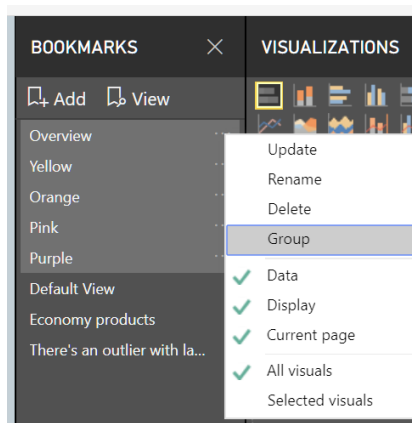 BOOKMARKS
VISUALIZATIONS
Add View
Overview
Yellow
Orange
Pink
Purple
Default View
Economy products
There's an outlier with la...
Update
Rename
Delete
Group
Data
Display
Current page
All visuals
Selected visuals